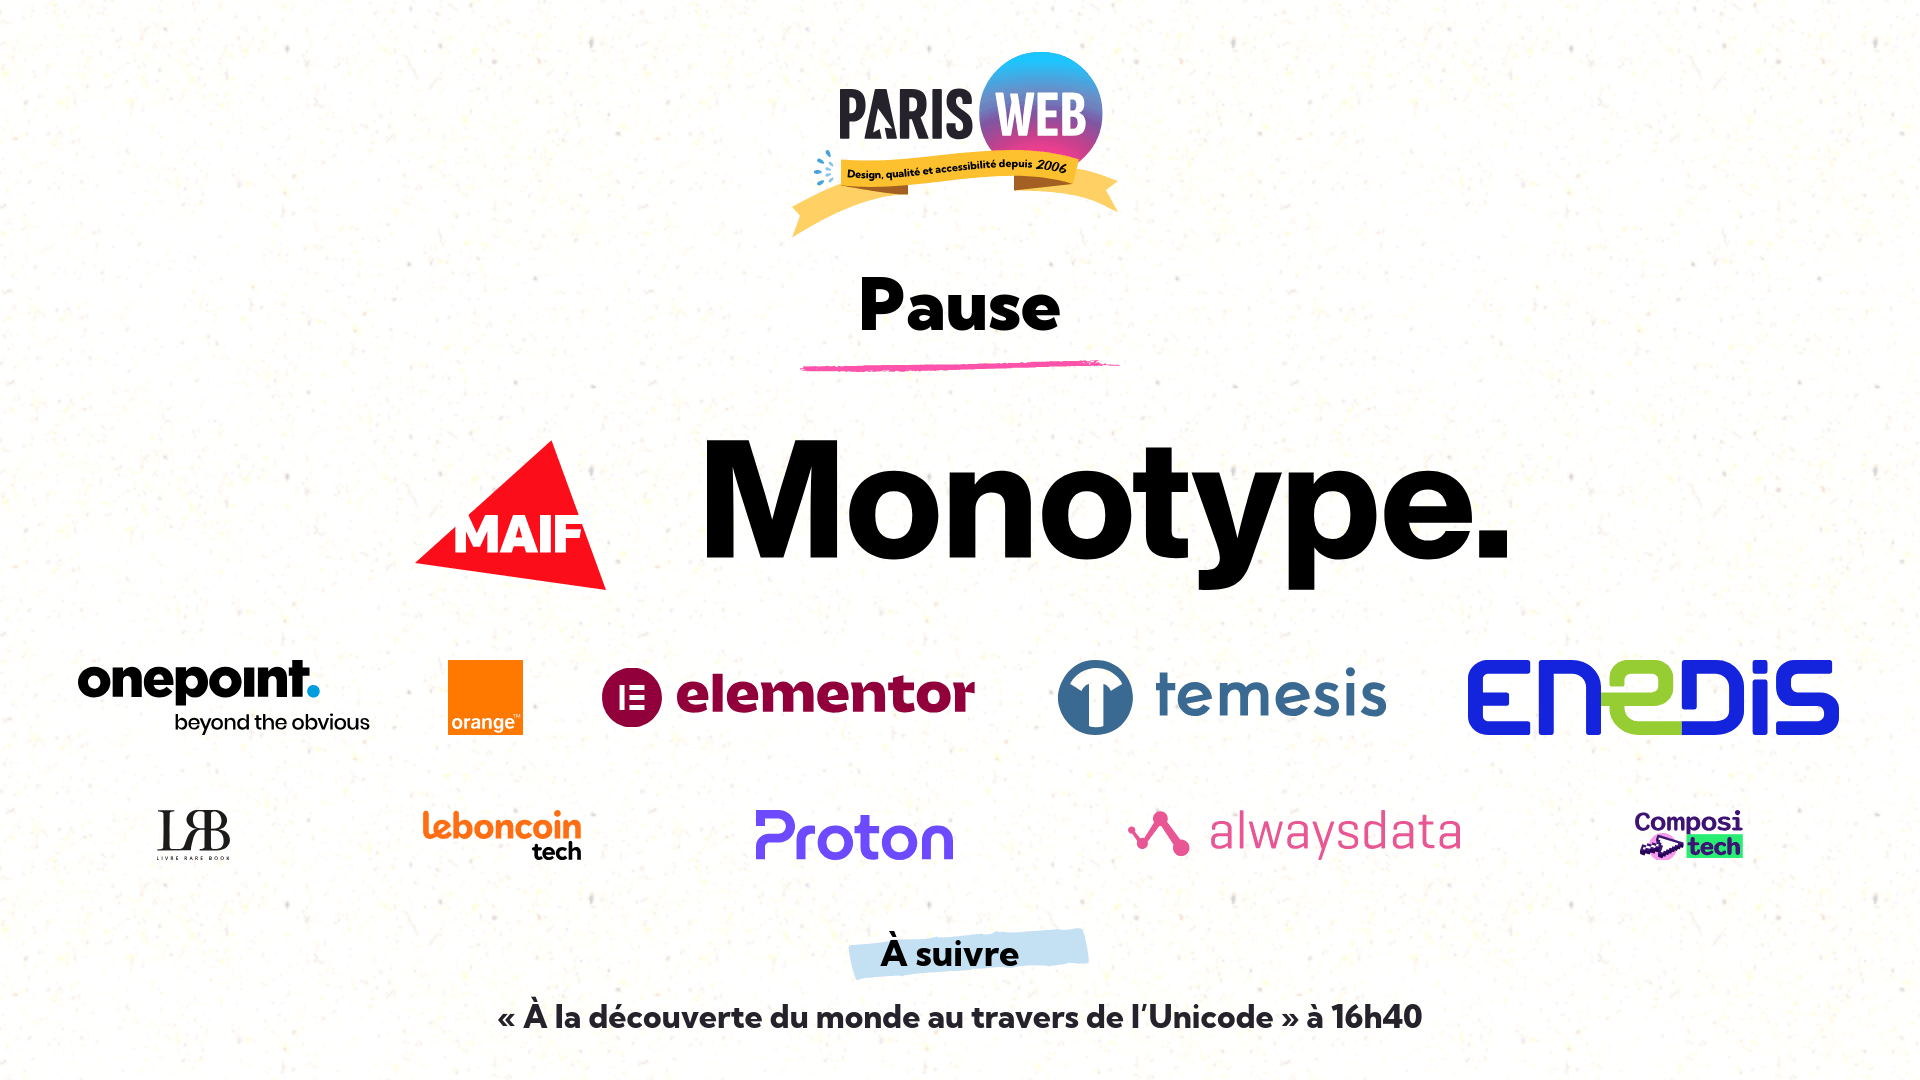 PARIS WEB
Design, qualité et accessibilité depuis 2006
Pause
MAIF
Monotype.
onepoint.
beyond the obvious
orange™
elementor
temesis
ENEDIS
LRB
LIVRE RARE BOOK
leboncoin
tech
Proton
alwaysdata
Composi
tech
À suivre
« À la découverte du monde au travers de l’Unicode » à 16h40